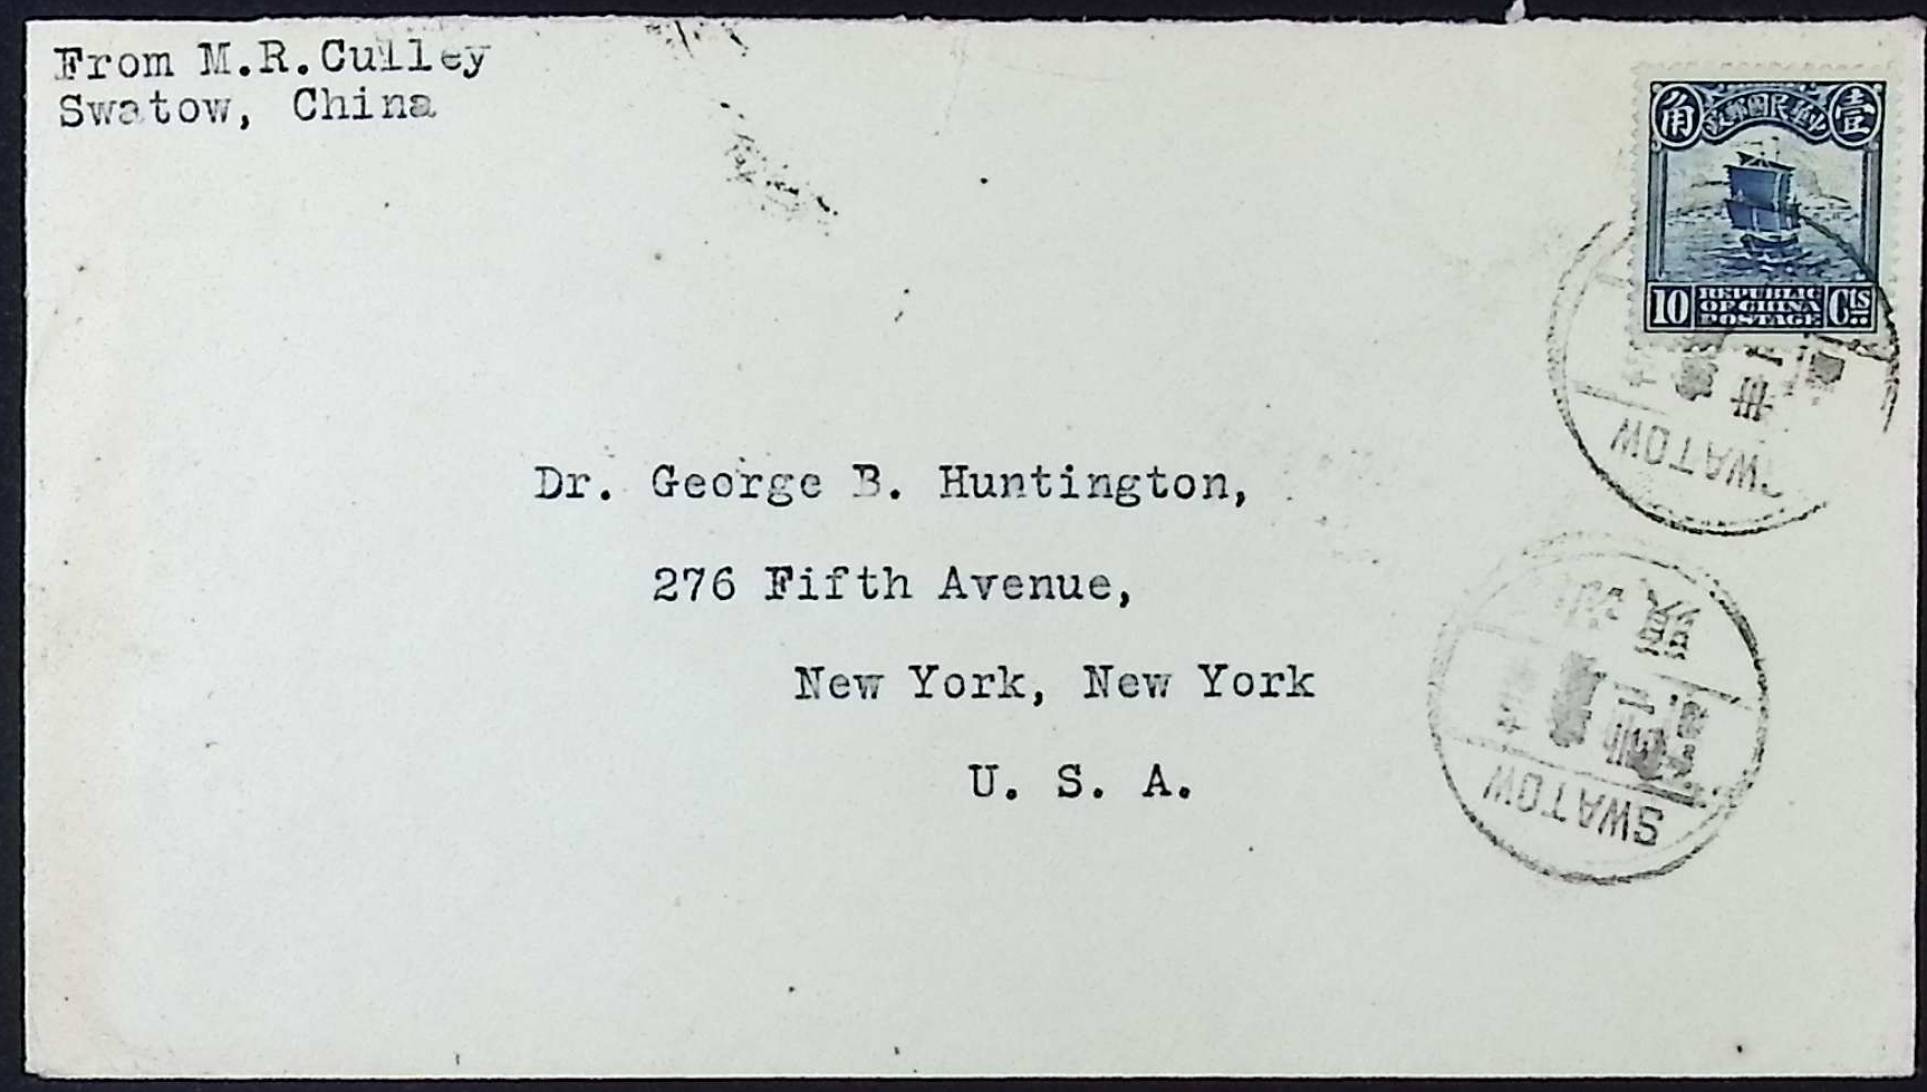 From M.R.Culley
Swatow, China
角 中華民國郵政 壹
10 REPUBLIC OF CHINA POSTAGE Cts
SWATOW
Dr. George B. Huntington,
276 Fifth Avenue,
New York, New York
U. S. A.
SWATOW